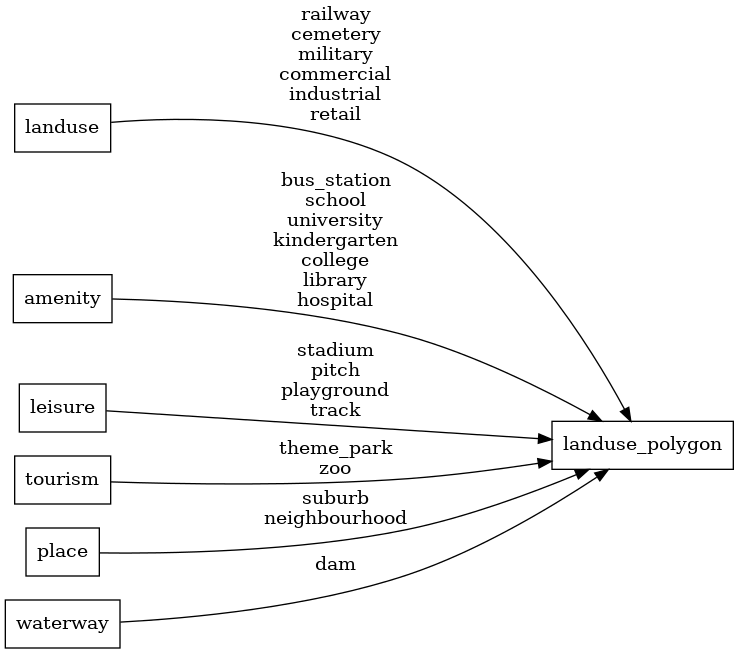 railway
cemetery
military
commercial
industrial
retail
landuse
bus_station
school
university
kindergarten
college
library
hospital
amenity
stadium
pitch
playground
track
leisure
landuse_polygon
theme_park
zoo
tourism
suburb
neighbourhood
place
dam
waterway